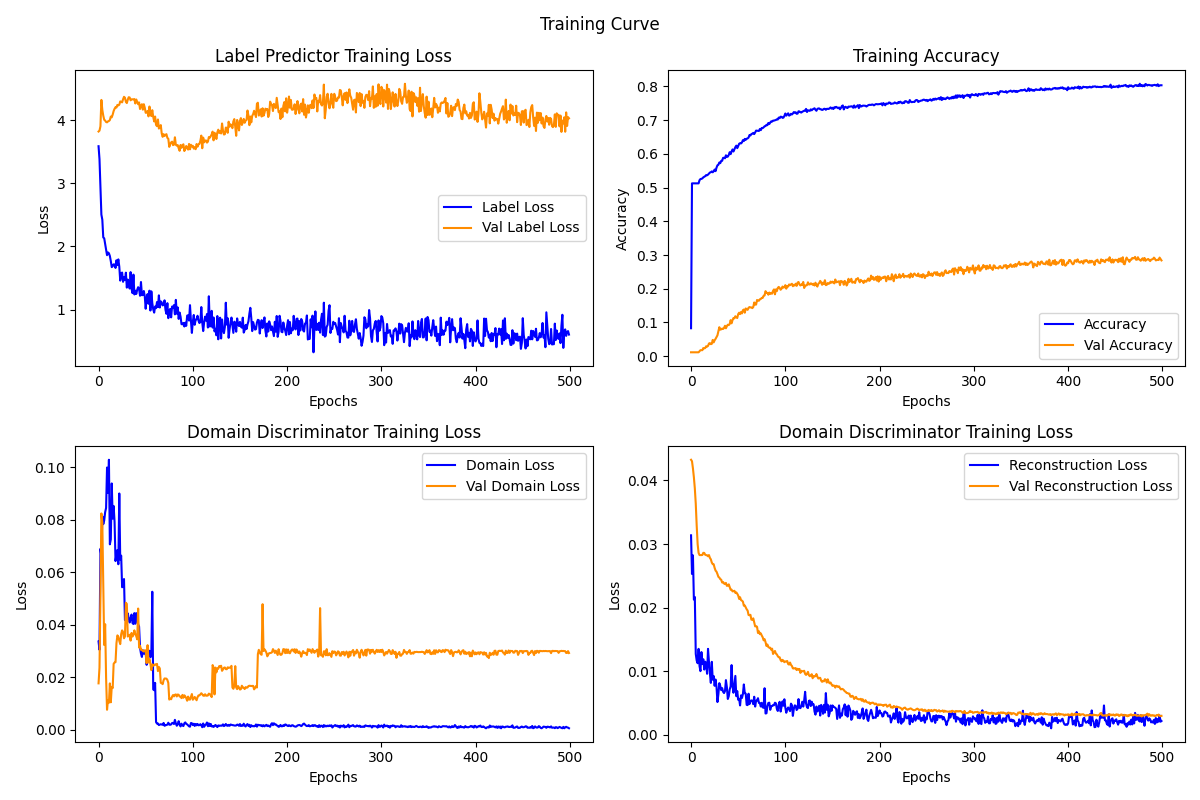 Training Curve
Label Predictor Training Loss
Loss
4
3
2
1
Label Loss
Val Label Loss
0 100 200 300 400 500
Epochs
Training Accuracy
Accuracy
0.8
0.7
0.6
0.5
0.4
0.3
0.2
0.1
0.0
Accuracy
Val Accuracy
0 100 200 300 400 500
Epochs
Domain Discriminator Training Loss
Loss
0.10
0.08
0.06
0.04
0.02
0.00
Domain Loss
Val Domain Loss
0 100 200 300 400 500
Epochs
Domain Discriminator Training Loss
Loss
0.04
0.03
0.02
0.01
0.00
Reconstruction Loss
Val Reconstruction Loss
0 100 200 300 400 500
Epochs